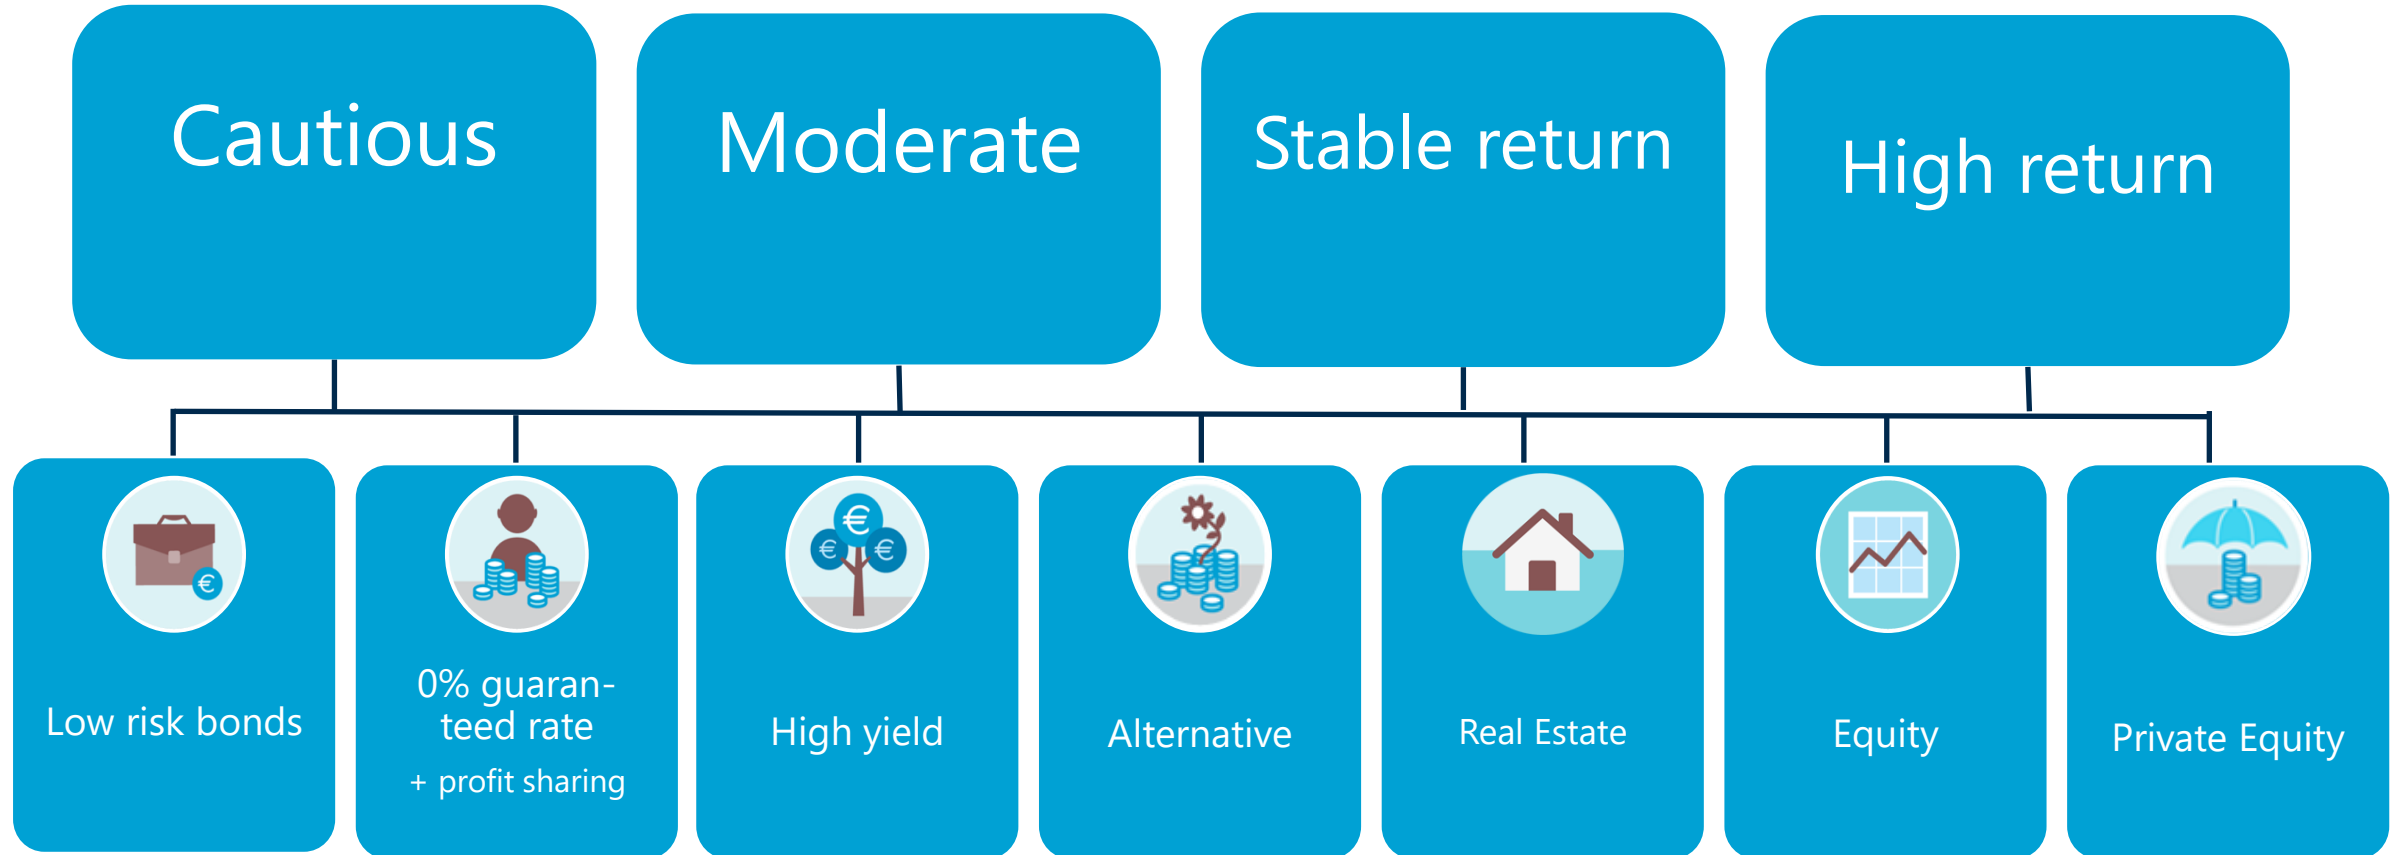 Cautious
Moderate
Stable return
High return
€
Low risk bonds
0% guaran-
teed rate
+ profit sharing
€
€
€
High yield
Alternative
Real Estate
Equity
Private Equity